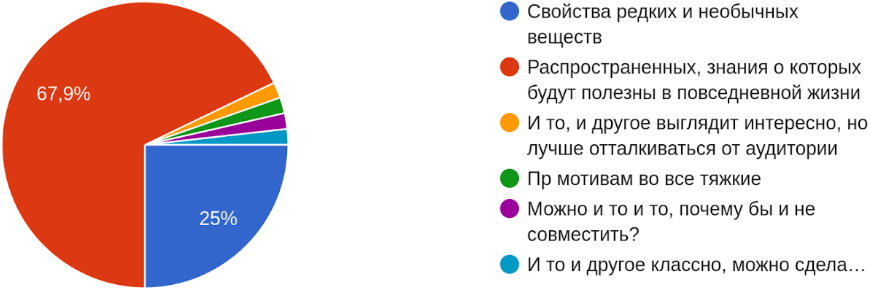 67,9%
25%
Свойства редких и необычных
веществ
Распространенных, знания о которых
будут полезны в повседневной жизни
И то, и другое выглядит интересно, но
лучше отталкиваться от аудитории
Пр мотивам во все тяжкие
Можно и то и то, почему бы и не
совместить?
И то и другое классно, можно сдела…